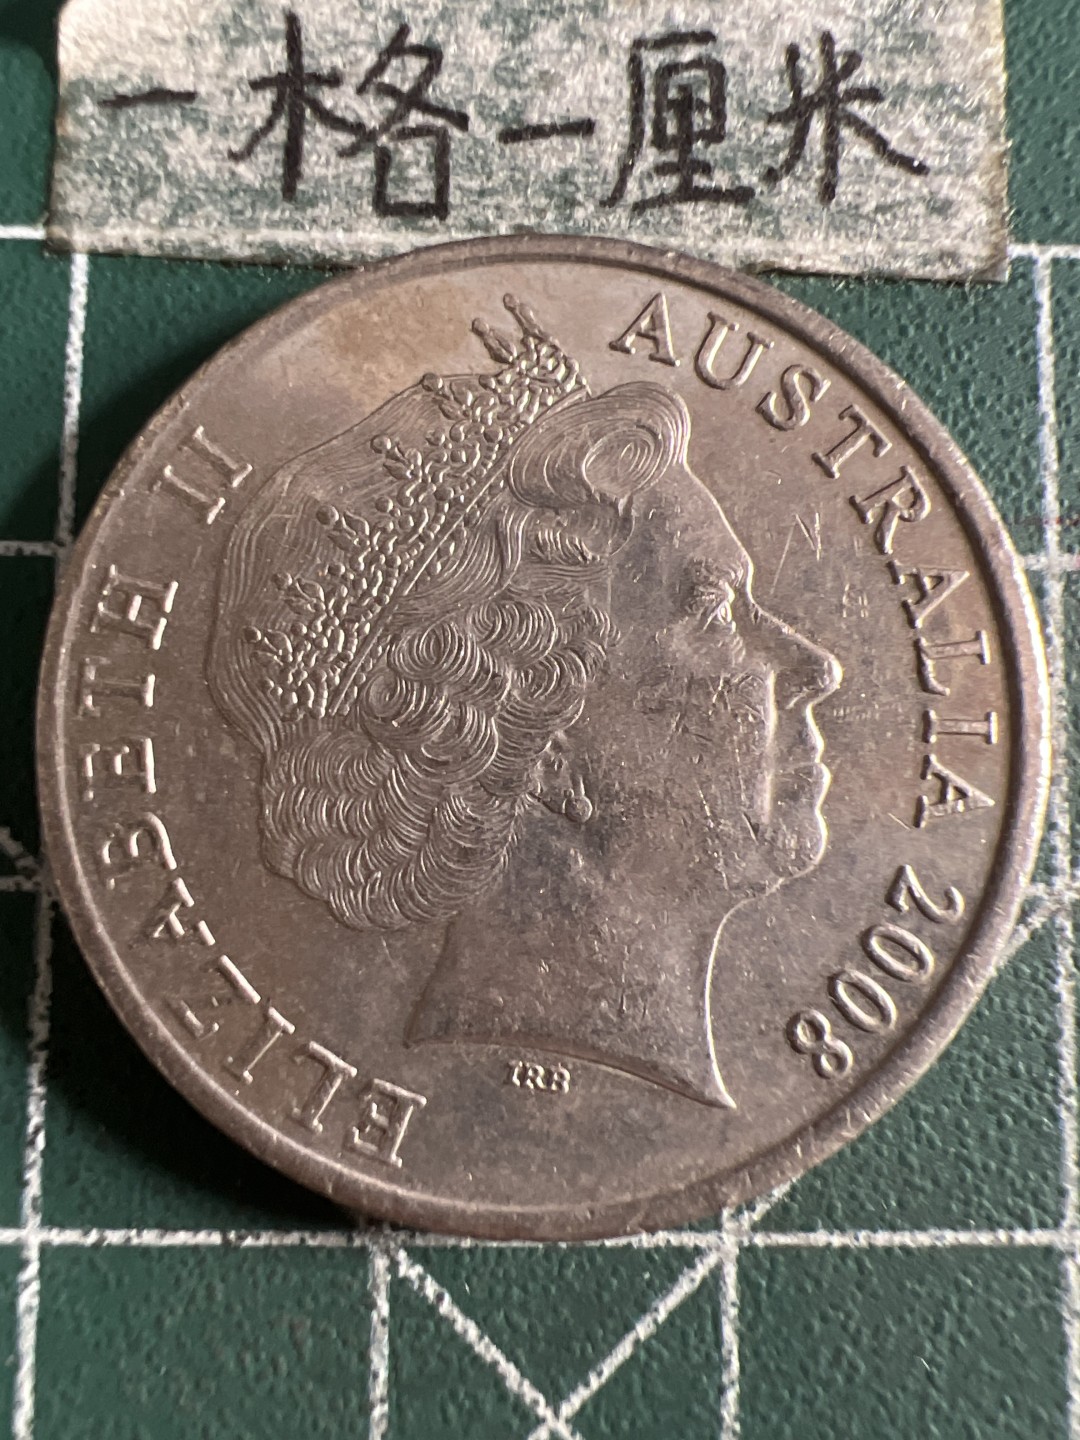 一格一厘米
ELIZABETH II
AUSTRALIA 2008
IRB